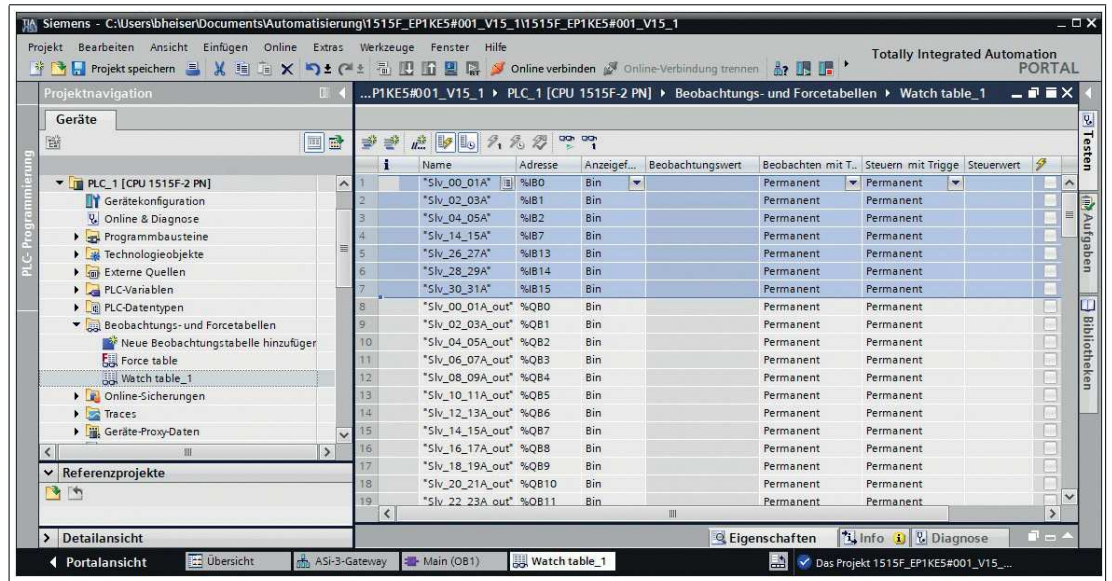 Siemens - C:\Users\bheiser\Documents\Automatisierung\1515F_EP1KE5#001_V15_1\1515F_EP1KE5#001_V15_1
Projekt Bearbeiten Ansicht Einfügen Online Extras Werkzeuge Fenster Hilfe
Totally Integrated Automation
PORTAL
Projekt speichern Online verbinden Online-Verbindung trennen
Projektnavigation
...P1KE5#001_V15_1 PLC_1 [CPU 1515F-2 PN] Beobachtungs- und Forcetabellen Watch table_1
Geräte
PLC-Programmierung
PLC_1 [CPU 1515F-2 PN]
Gerätekonfiguration
Online & Diagnose
Programmbausteine
Technologieobjekte
Externe Quellen
PLC-Variablen
PLC-Datentypen
Beobachtungs- und Forcetabellen
Neue Beobachtungstabelle hinzufügen
Force table
Watch table_1
Online-Sicherungen
Traces
Geräte-Proxy-Daten
Referenzprojekte
Detailansicht
i Name Adresse Anzeigef... Beobachtungswert Beobachten mit T... Steuern mit Trigge Steuerwert
1 "Slv_00_01A" %IB0 Bin Permanent Permanent
2 "Slv_02_03A" %IB1 Bin Permanent Permanent
3 "Slv_04_05A" %IB2 Bin Permanent Permanent
4 "Slv_14_15A" %IB7 Bin Permanent Permanent
5 "Slv_26_27A" %IB13 Bin Permanent Permanent
6 "Slv_28_29A" %IB14 Bin Permanent Permanent
7 "Slv_30_31A" %IB15 Bin Permanent Permanent
8 "Slv_00_01A_out" %QB0 Bin Permanent Permanent
9 "Slv_02_03A_out" %QB1 Bin Permanent Permanent
10 "Slv_04_05A_out" %QB2 Bin Permanent Permanent
11 "Slv_06_07A_out" %QB3 Bin Permanent Permanent
12 "Slv_08_09A_out" %QB4 Bin Permanent Permanent
13 "Slv_10_11A_out" %QB5 Bin Permanent Permanent
14 "Slv_12_13A_out" %QB6 Bin Permanent Permanent
15 "Slv_14_15A_out" %QB7 Bin Permanent Permanent
16 "Slv_16_17A_out" %QB8 Bin Permanent Permanent
17 "Slv_18_19A_out" %QB9 Bin Permanent Permanent
18 "Slv_20_21A_out" %QB10 Bin Permanent Permanent
19 "Slv_22_23A_out" %QB11 Bin Permanent Permanent
Testen
Aufgaben
Bibliotheken
Eigenschaften Info Diagnose
Portalansicht Übersicht ASi-3-Gateway Main (OB1) Watch table_1 Das Projekt 1515F_EP1KE5#001_V15_...